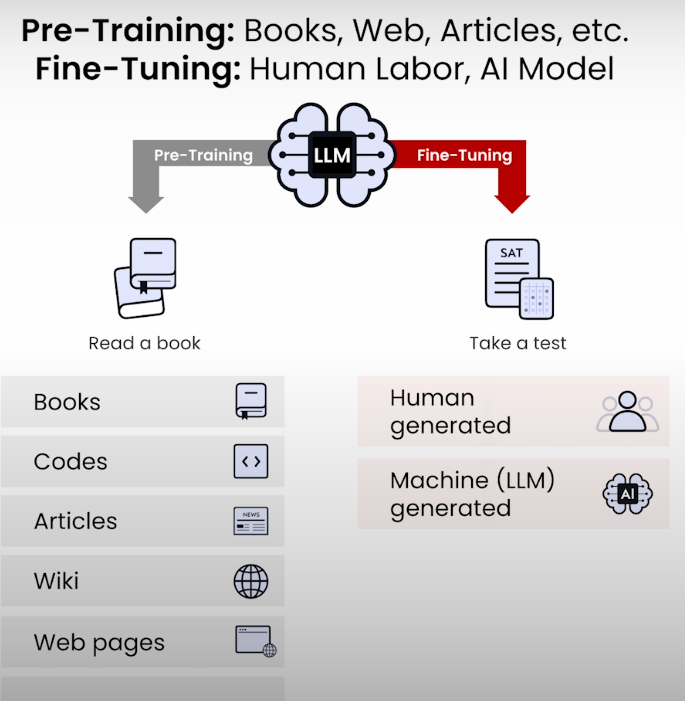 Pre-Training: Books, Web, Articles, etc.
Fine-Tuning: Human Labor, AI Model
Pre-Training
LLM
Fine-Tuning
SAT
Read a book
Take a test
Books
Codes
Articles
NEWS
Wiki
Web pages
Human
generated
Machine (LLM)
generated
AI